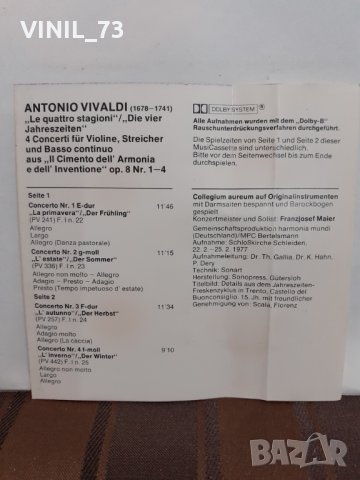 VINIL_73
ANTONIO VIVALDI (1678–1741)
„Le quattro stagioni"/„Die vier
Jahreszeiten"
4 Concerti für Violine, Streicher
und Basso continuo
aus „Il Cimento dell' Armonia
e dell' Inventione" op. 8 Nr. 1–4
Seite 1
Concerto Nr. 1 E-dur 11'46
„La primavera"/„Der Frühling"
(PV 241) F. I n. 22
Allegro
Largo
Allegro (Danza pastorale)
Concerto Nr. 2 g-moll 11'15
„L' estate"/„Der Sommer"
(PV 336) F. I n. 23
Allegro non molto – Allegro
Adagio – Presto – Adagio
Presto (Tempo impetuoso d' estate)
Seite 2
Concerto Nr. 3 F-dur 11'34
„L' autunno"/„Der Herbst"
(PV 257) F. I n. 24
Allegro
Adagio molto
Allegro (La caccia)
Concerto Nr. 4 f-moll 9'10
„L' inverno"/„Der Winter"
(PV 442) F. I n. 25
Allegro non molto
Largo
Allegro
DOLBY SYSTEM ®
Alle Aufnahmen wurden mit dem „Dolby-B"
Rauschunterdrückungsverfahren durchgeführt.
Die Spielzeiten von Seite 1 und Seite 2 dieser
MusiCassette sind unterschiedlich.
Bitte vor dem Seitenwechsel bis zum Ende
durchspielen.
Collegium aureum auf Originalinstrumenten
mit Darmsaiten bespannt und Barockbogen
gespielt
Konzertmeister und Solist: Franzjosef Maier
Gemeinschaftsproduktion harmonia mundi
(Deutschland)/MPC Bertelsmann
Aufnahme: Schloßkirche Schleiden.
22. 2. – 25. 2. 1977
Aufnahmeleitung: Dr. Th. Gallia, Dr. K. Hahn,
P. Dery
Technik: Sonart
Herstellung: Sonopress, Gütersloh
Titelbild: Details aus dem Jahreszeiten-
Freskenzyklus in Trento, Castello del
Buonconsiglio, 15. Jh. mit freundlicher
Genehmigung von: Scala, Florenz
BAZAR
bg